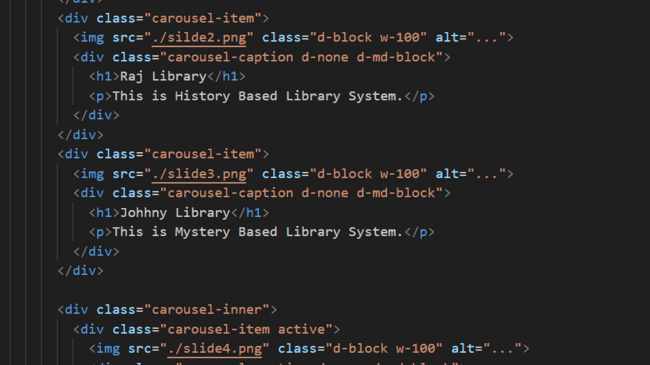 </div>
<div class="carousel-item">
<img src="./silde2.png" class="d-block w-100" alt="...">
<div class="carousel-caption d-none d-md-block">
<h1>Raj Library</h1>
<p>This is History Based Library System.</p>
</div>
</div>
<div class="carousel-item">
<img src="./slide3.png" class="d-block w-100" alt="...">
<div class="carousel-caption d-none d-md-block">
<h1>Johhny Library</h1>
<p>This is Mystery Based Library System.</p>
</div>
</div>
<div class="carousel-inner">
<div class="carousel-item active">
<img src="./slide4.png" class="d-block w-100" alt="...">